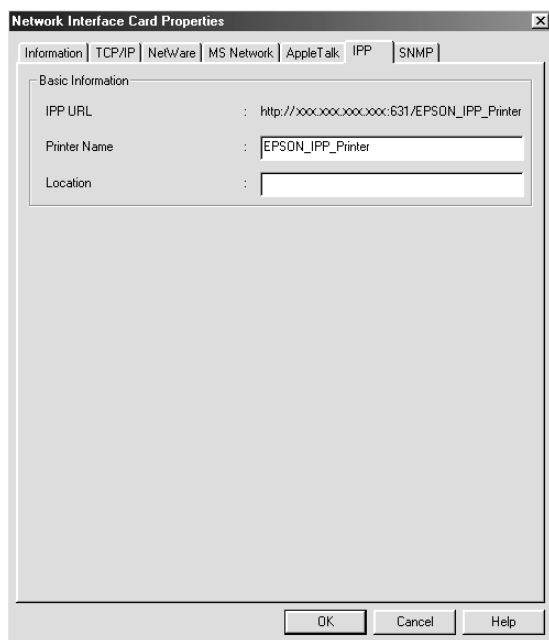 Network Interface Card Properties
Information TCP/IP NetWare MS Network AppleTalk IPP SNMP
Basic Information
IPP URL : http://xxx.xxx.xxx.xxx:631/EPSON_IPP_Printer
Printer Name : EPSON_IPP_Printer
Location :
OK Cancel Help